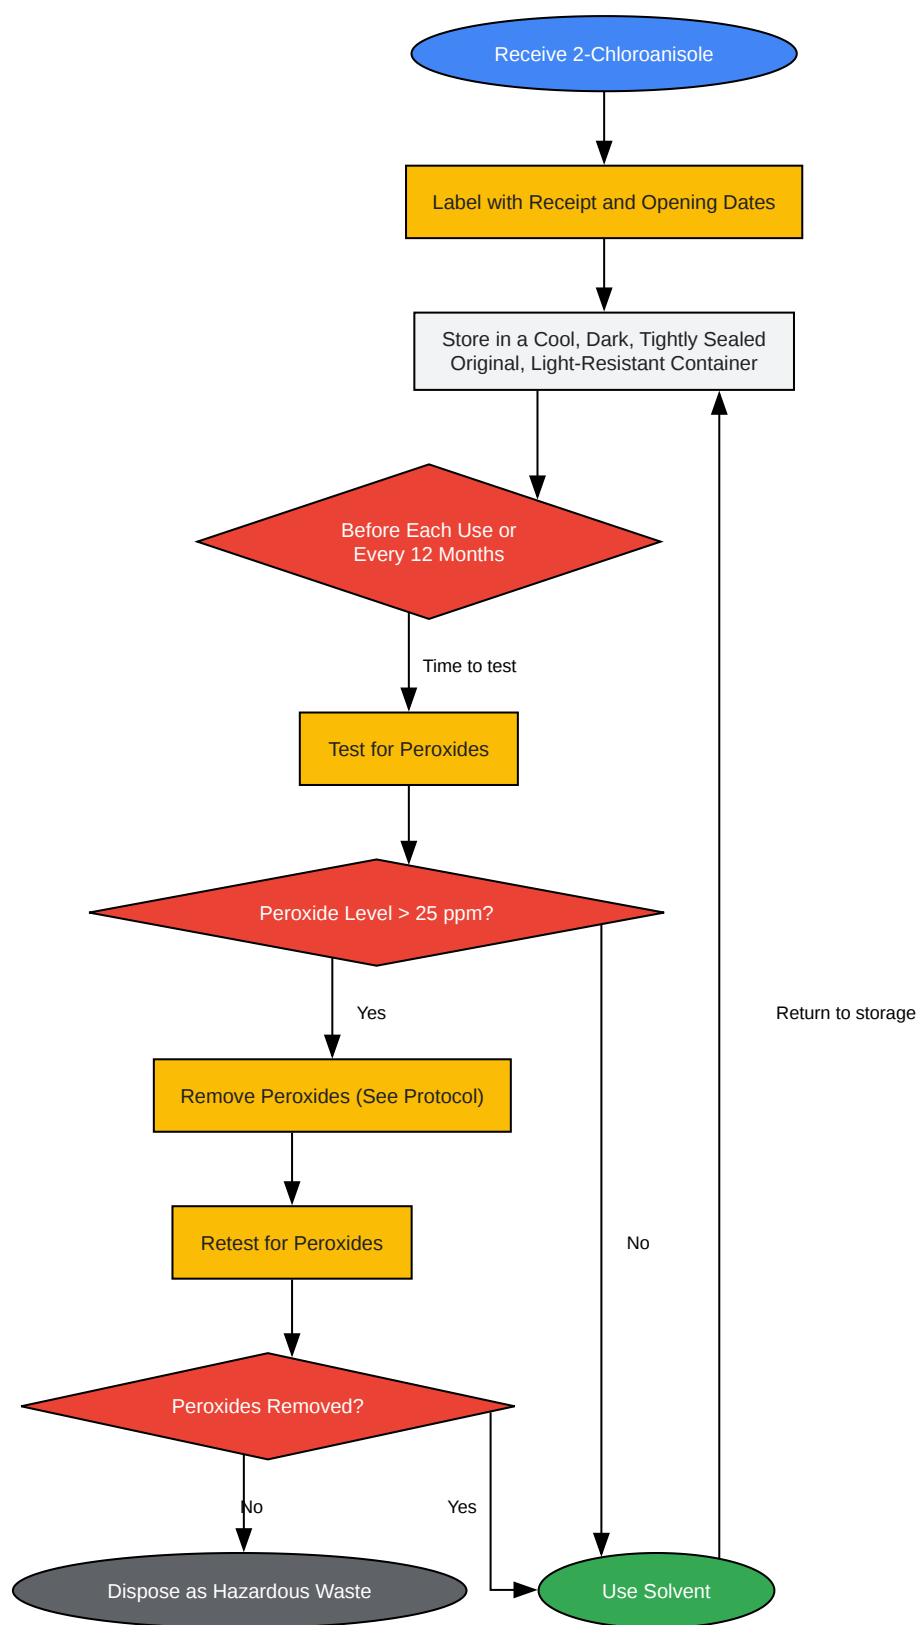 Receive 2-Chloroanisole
Label with Receipt and Opening Dates
Store in a Cool, Dark, Tightly Sealed
Original, Light-Resistant Container
Before Each Use or
Every 12 Months
Time to test
Test for Peroxides
Peroxide Level > 25 ppm?
Yes
Return to storage
Remove Peroxides (See Protocol)
Retest for Peroxides
No
Peroxides Removed?
No
Yes
Dispose as Hazardous Waste
Use Solvent